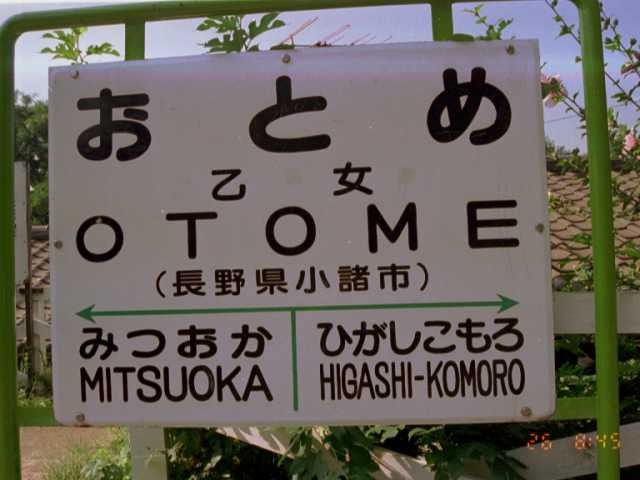 おとめ
乙女
OTOME
(長野県小諸市)
みつおか ひがしこもろ
MITSUOKA HIGASHI-KOMORO
26 8:45